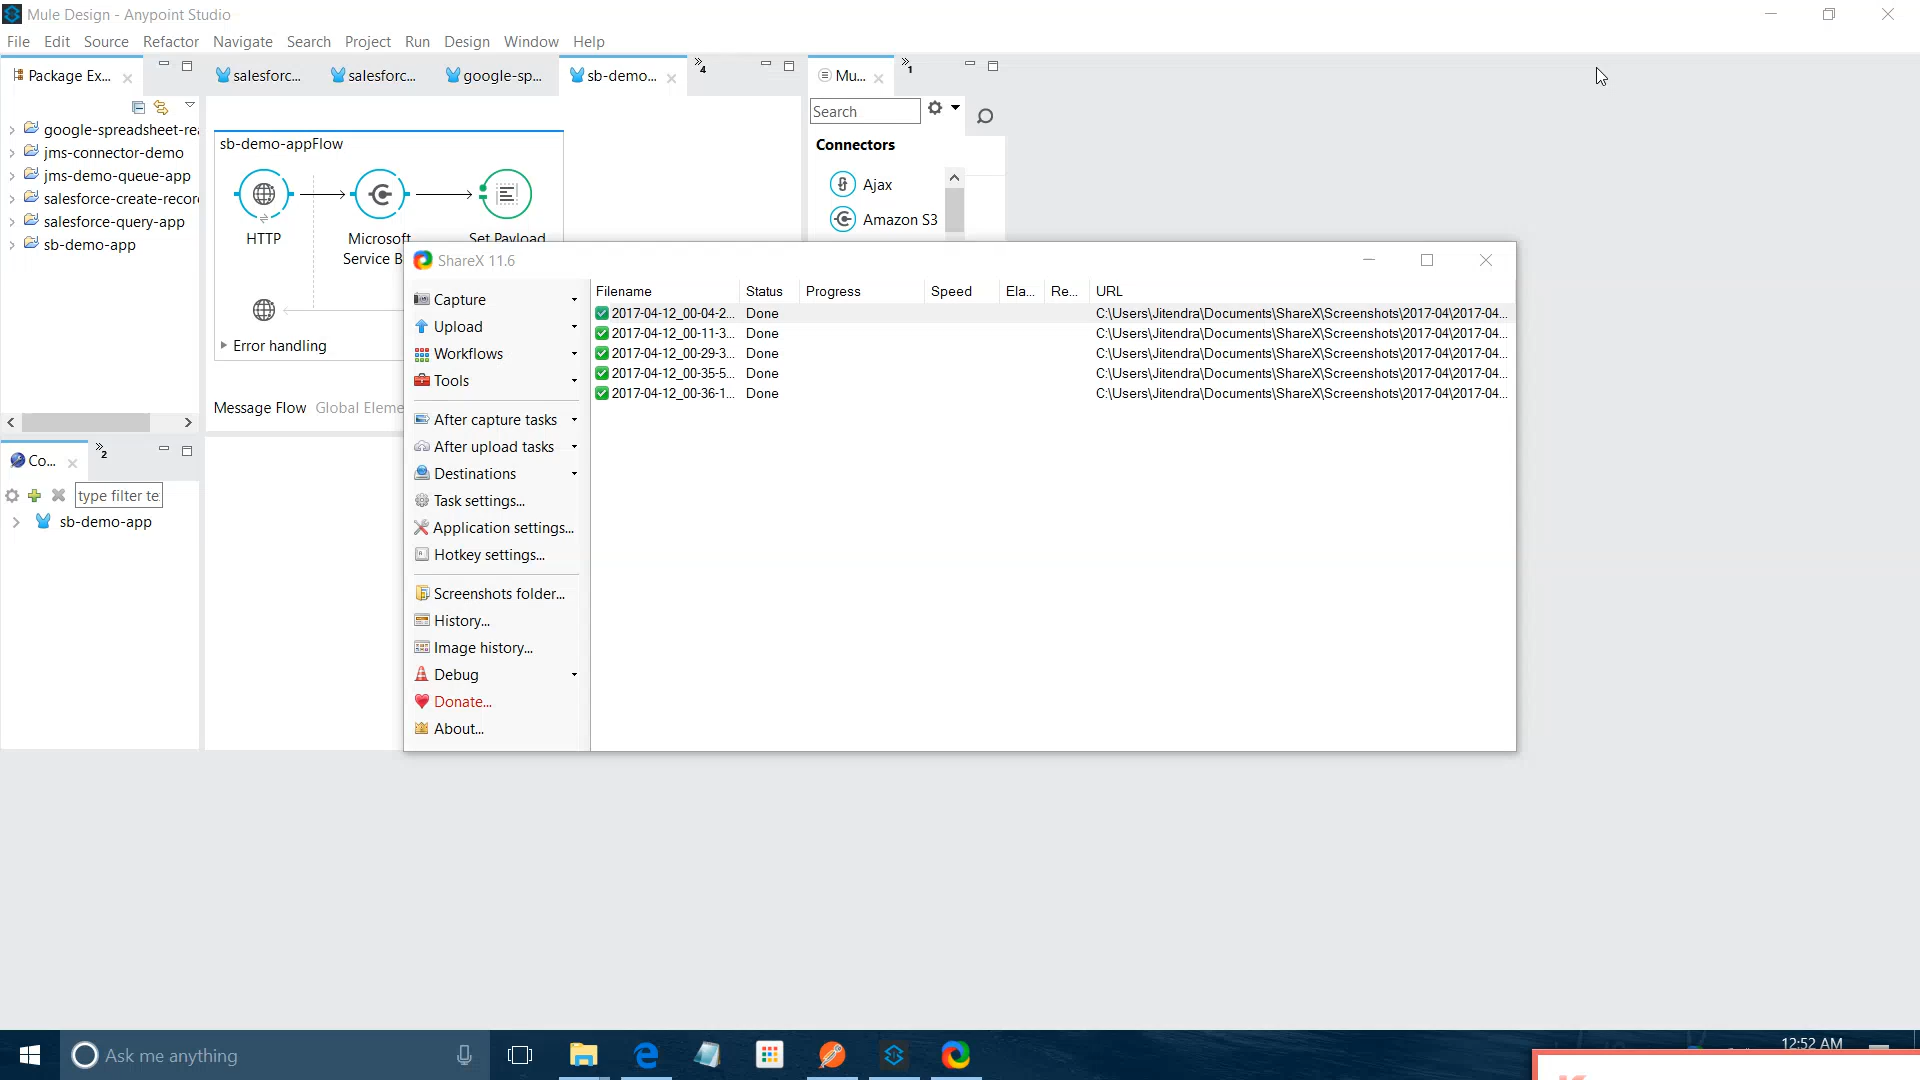 Mule Design - Anypoint Studio
File Edit Source Refactor Navigate Search Project Run Design Window Help
Package Ex...
salesforc...
salesforc...
google-sp...
sb-demo...
4
Mu...
1
Search
google-spreadsheet-rea
jms-connector-demo
jms-demo-queue-app
salesforce-create-recor
salesforce-query-app
sb-demo-app
sb-demo-appFlow
HTTP
Microsoft
Service B
Set Payload
Error handling
Message Flow Global Eleme
Connectors
Ajax
Amazon S3
Co...
2
type filter te
sb-demo-app
ShareX 11.6
Capture
Upload
Workflows
Tools
After capture tasks
After upload tasks
Destinations
Task settings...
Application settings...
Hotkey settings...
Screenshots folder...
History...
Image history...
Debug
Donate...
About...
Filename Status Progress Speed Ela... Re... URL
2017-04-12_00-04-2... Done C:\Users\Jitendra\Documents\ShareX\Screenshots\2017-04\2017-04...
2017-04-12_00-11-3... Done C:\Users\Jitendra\Documents\ShareX\Screenshots\2017-04\2017-04...
2017-04-12_00-29-3... Done C:\Users\Jitendra\Documents\ShareX\Screenshots\2017-04\2017-04...
2017-04-12_00-35-5... Done C:\Users\Jitendra\Documents\ShareX\Screenshots\2017-04\2017-04...
2017-04-12_00-36-1... Done C:\Users\Jitendra\Documents\ShareX\Screenshots\2017-04\2017-04...
Ask me anything
12:52 AM